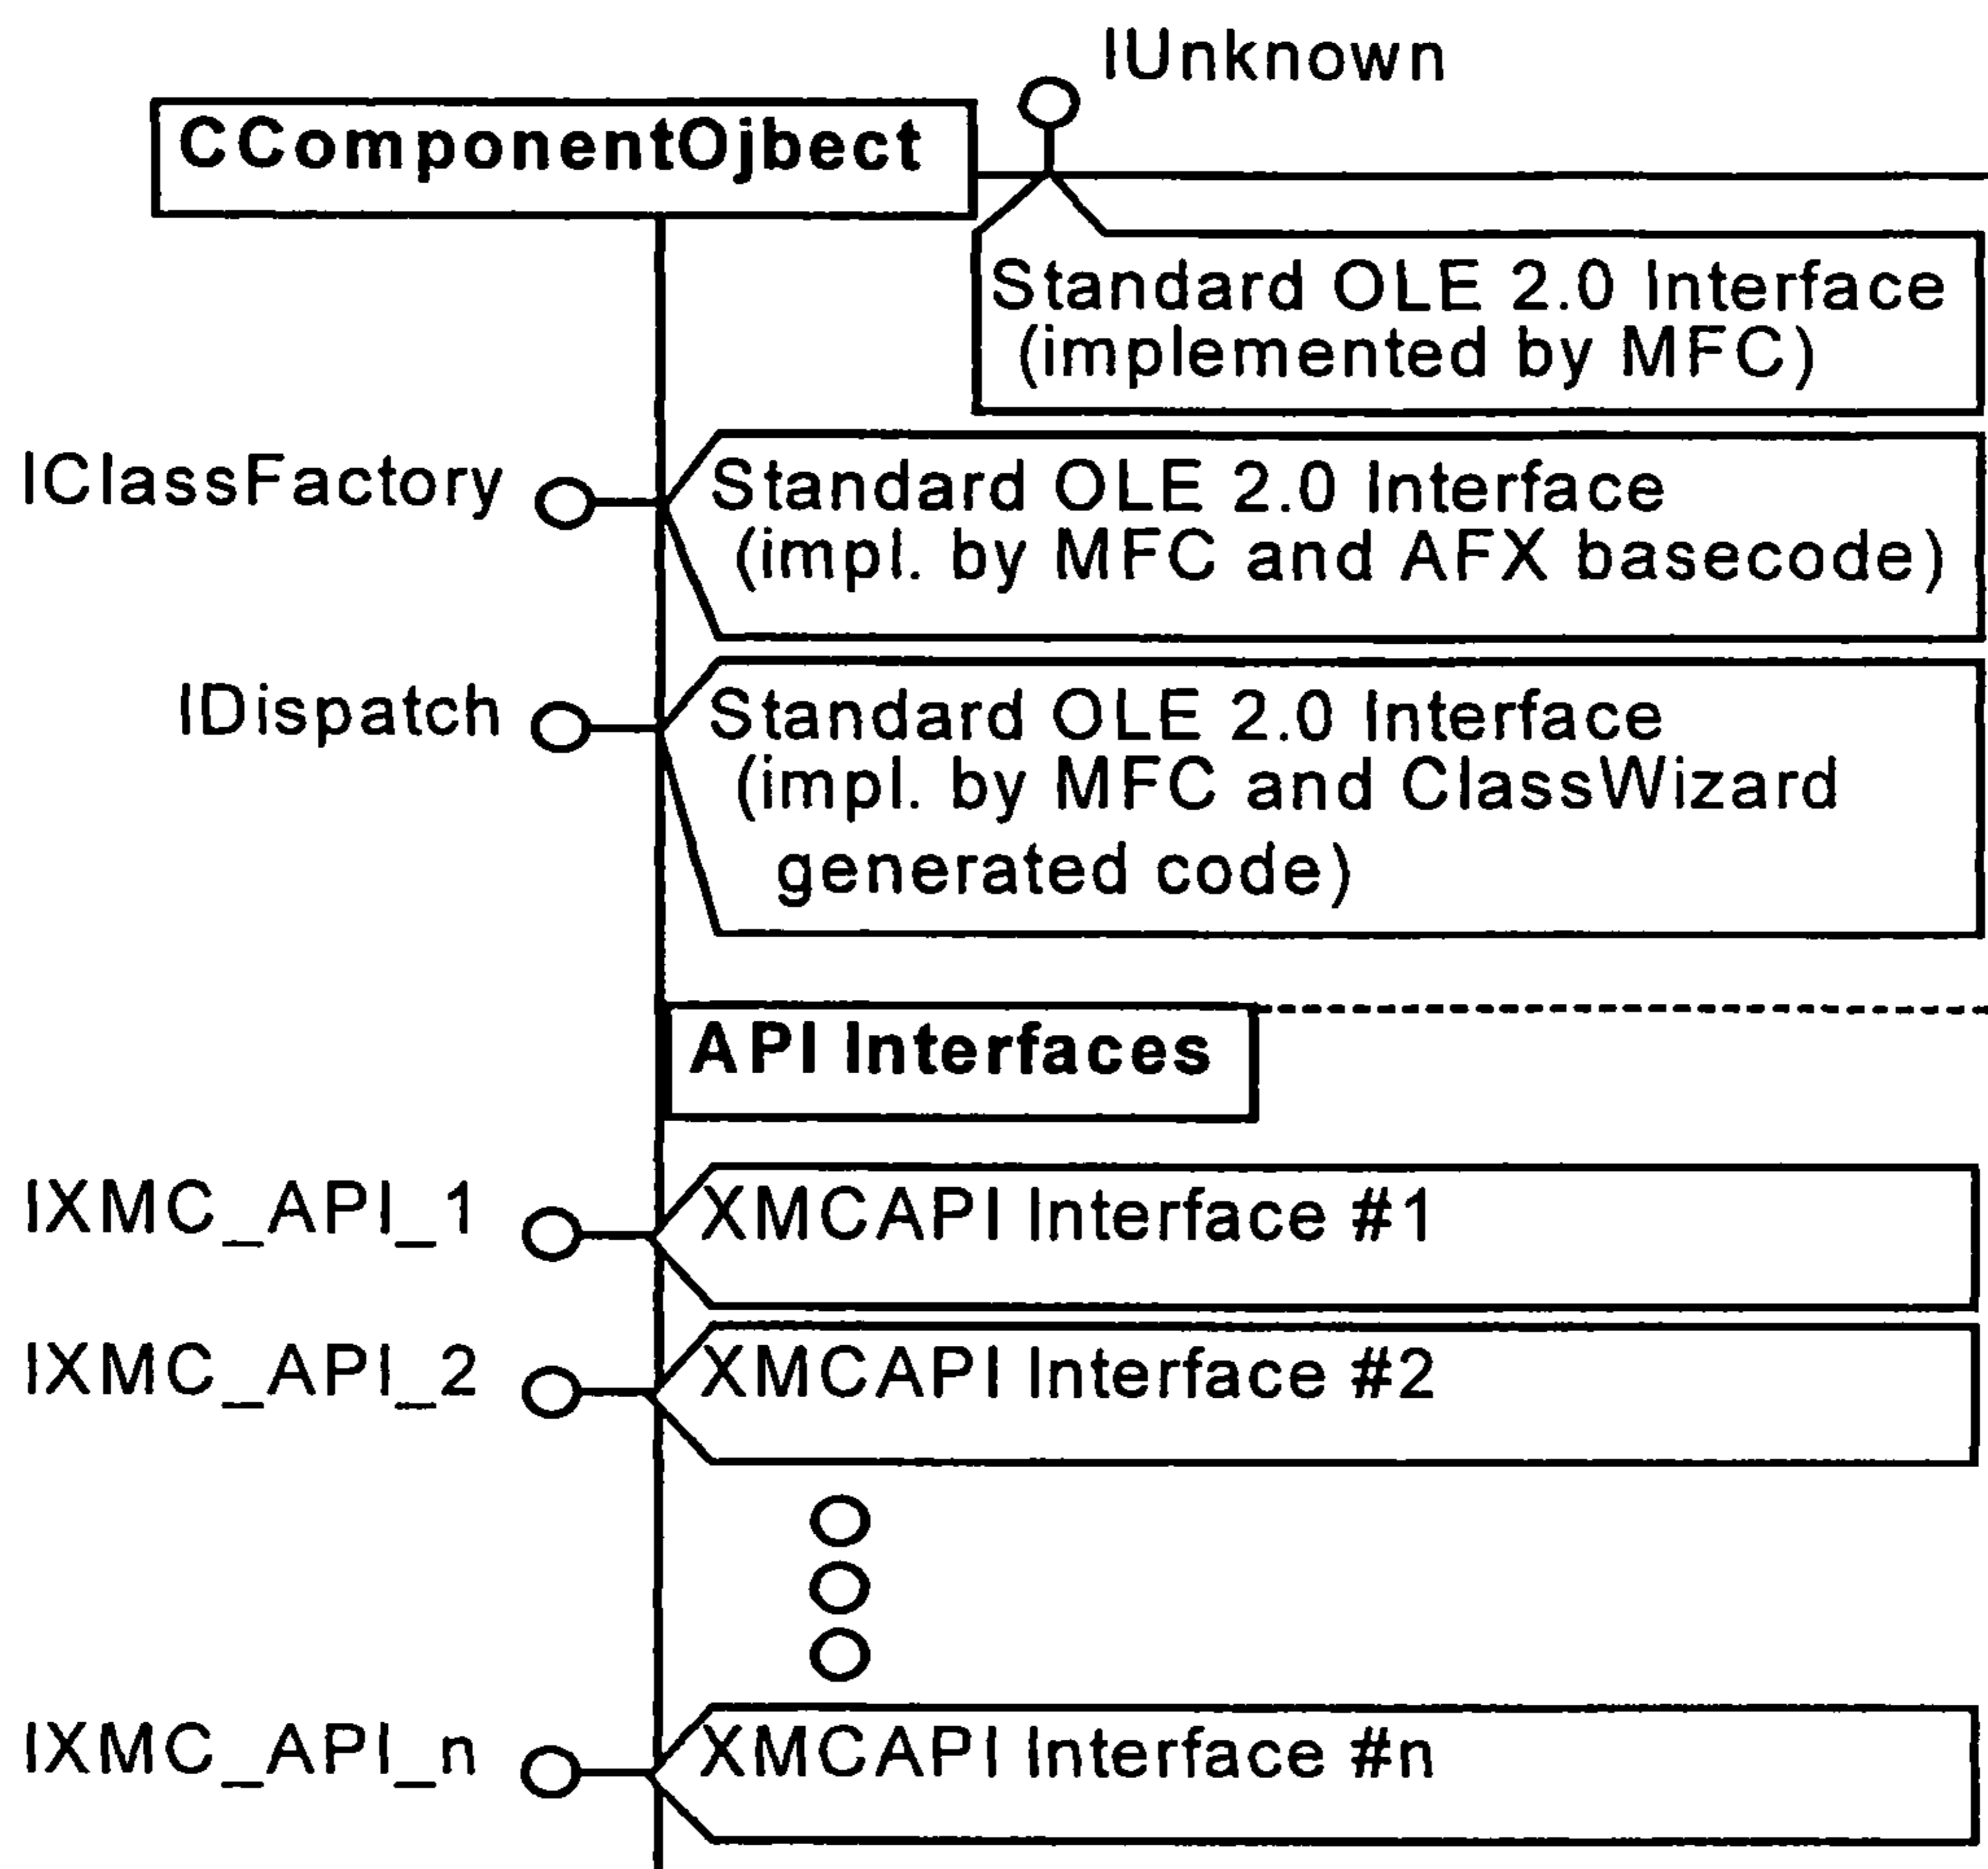 IUnknown
CComponentOjbect
Standard OLE 2.0 Interface
(implemented by MFC)
IClassFactory
Standard OLE 2.0 Interface
(impl. by MFC and AFX basecode)
IDispatch
Standard OLE 2.0 Interface
(impl. by MFC and ClassWizard
generated code)
API Interfaces
IXMC_API_1
XMCAPI Interface #1
IXMC_API_2
XMCAPI Interface #2
IXMC_API_n
XMCAPI Interface #n